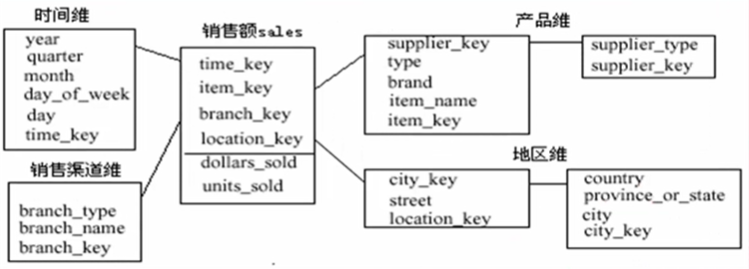 时间维
year
quarter
month
day_of_week
day
time_key
销售渠道维
branch_type
branch_name
branch_key
销售额sales
time_key
item_key
branch_key
location_key
dollars_sold
units_sold
产品维
supplier_key
type
brand
item_name
item_key
supplier_type
supplier_key
地区维
city_key
street
location_key
country
province_or_state
city
city_key